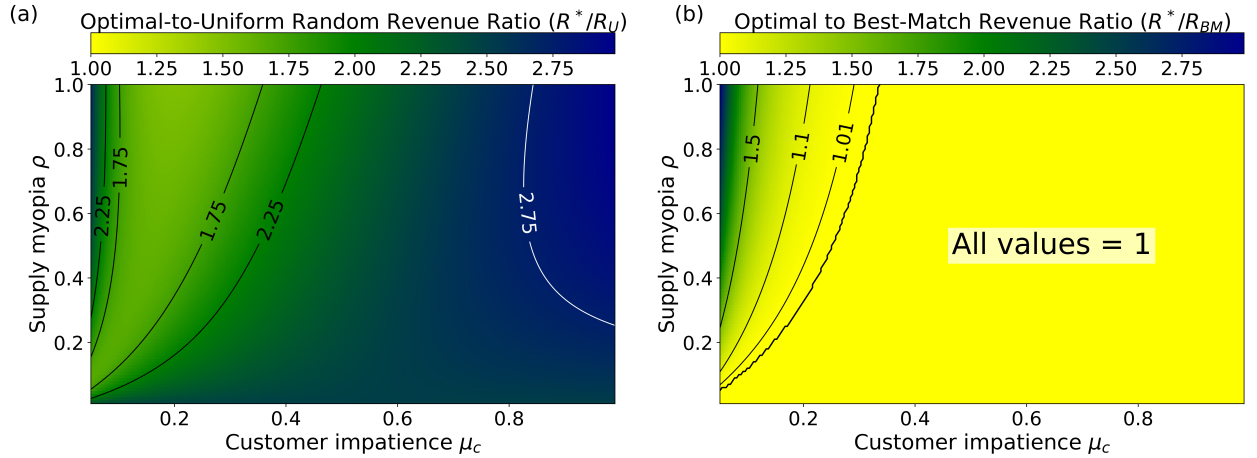 (a)
Optimal-to-Uniform Random Revenue Ratio (R*/R_U)
1.00 1.25 1.50 1.75 2.00 2.25 2.50 2.75
Supply myopia ρ
1.0
0.8
0.6
0.4
0.2
2.25
1.75
1.75
2.25
2.75
0.2 0.4 0.6 0.8
Customer impatience μ_c
(b)
Optimal to Best-Match Revenue Ratio (R*/R_BM)
1.00 1.25 1.50 1.75 2.00 2.25 2.50 2.75
Supply myopia ρ
1.0
0.8
0.6
0.4
0.2
1.5
1.1
1.01
All values = 1
0.2 0.4 0.6 0.8
Customer impatience μ_c